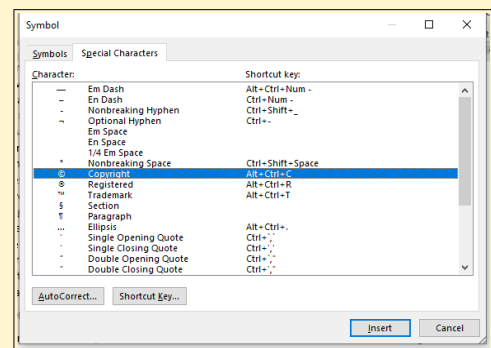 Symbol
Symbols Special Characters
Character: Shortcut key:
— Em Dash Alt+Ctrl+Num -
– En Dash Ctrl+Num -
- Nonbreaking Hyphen Ctrl+Shift+_
¬ Optional Hyphen Ctrl+-
Em Space
En Space
1/4 Em Space
° Nonbreaking Space Ctrl+Shift+Space
© Copyright Alt+Ctrl+C
® Registered Alt+Ctrl+R
™ Trademark Alt+Ctrl+T
§ Section
¶ Paragraph
… Ellipsis Alt+Ctrl+.
‘ Single Opening Quote Ctrl+`,`
’ Single Closing Quote Ctrl+','
“ Double Opening Quote Ctrl+`,"
” Double Closing Quote Ctrl+',"
AutoCorrect... Shortcut Key...
Insert Cancel